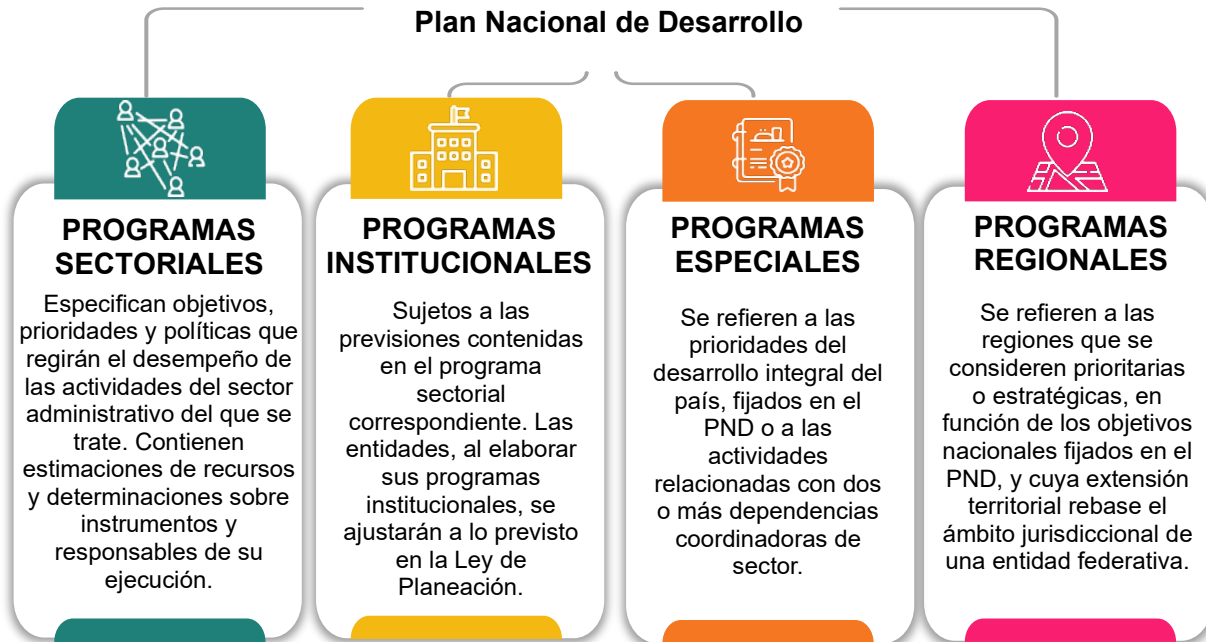 Plan Nacional de Desarrollo
PROGRAMAS
SECTORIALES
Especifican objetivos,
prioridades y políticas que
regirán el desempeño de
las actividades del sector
administrativo del que se
trate. Contienen
estimaciones de recursos
y determinaciones sobre
instrumentos y
responsables de su
ejecución.
PROGRAMAS
INSTITUCIONALES
Sujetos a las
previsiones contenidas
en el programa
sectorial
correspondiente. Las
entidades, al elaborar
sus programas
institucionales, se
ajustarán a lo previsto
en la Ley de
Planeación.
PROGRAMAS
ESPECIALES
Se refieren a las
prioridades del
desarrollo integral del
país, fijados en el
PND o a las
actividades
relacionadas con dos
o más dependencias
coordinadoras de
sector.
PROGRAMAS
REGIONALES
Se refieren a las
regiones que se
consideren prioritarias
o estratégicas, en
función de los objetivos
nacionales fijados en el
PND, y cuya extensión
territorial rebase el
ámbito jurisdiccional de
una entidad federativa.